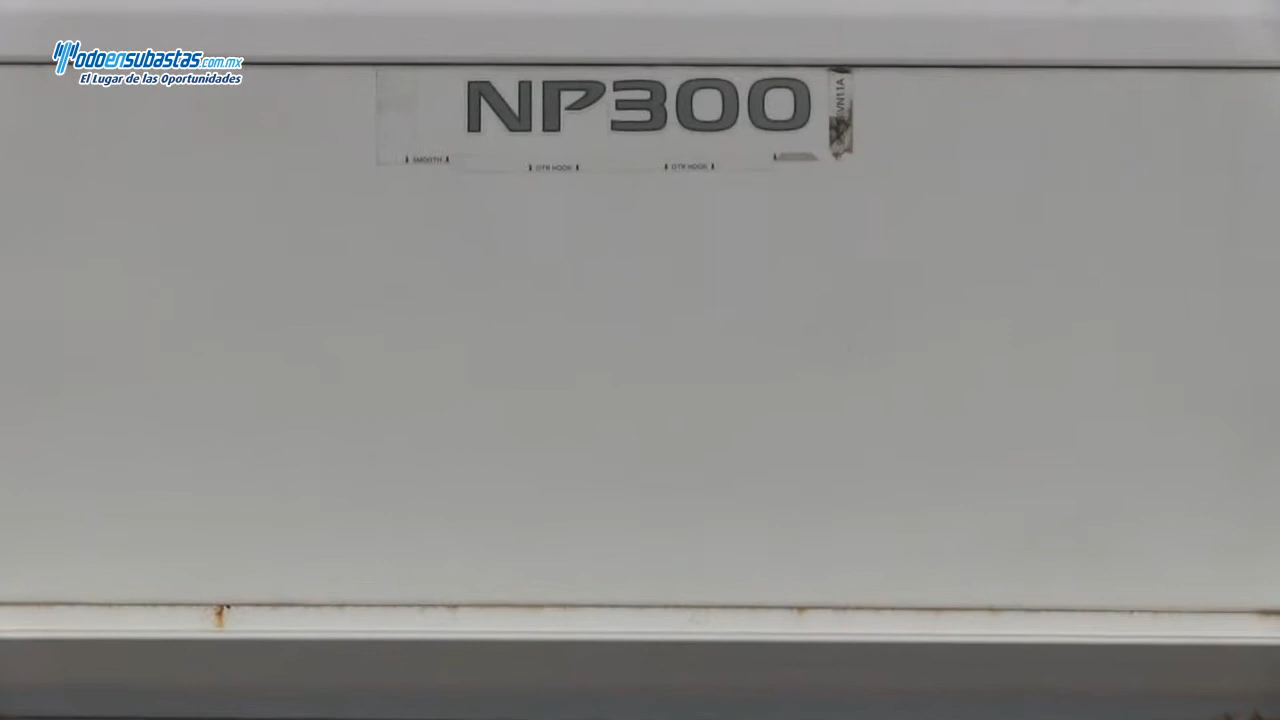 todoensubastas.com.mx
El Lugar de las Oportunidades
NP300
SMOOTH
OTR HOOK
OTR HOOK